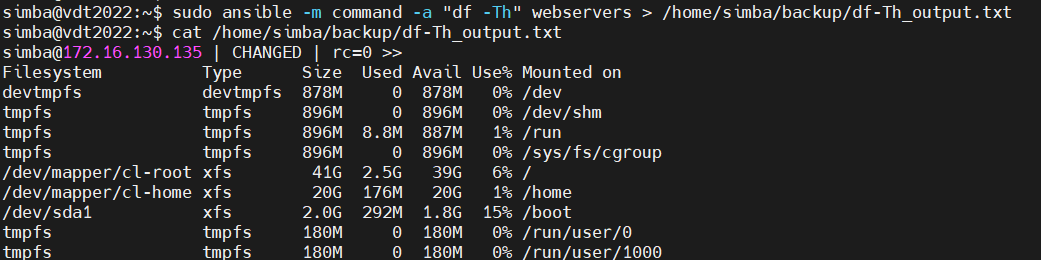 simba@vdt2022:~$ sudo ansible -m command -a "df -Th" webservers > /home/simba/backup/df-Th_output.txt
simba@vdt2022:~$ cat /home/simba/backup/df-Th_output.txt
simba@172.16.130.135 | CHANGED | rc=0 >>
Filesystem          Type      Size  Used Avail Use% Mounted on
devtmpfs            devtmpfs  878M     0  878M   0% /dev
tmpfs               tmpfs     896M     0  896M   0% /dev/shm
tmpfs               tmpfs     896M  8.8M  887M   1% /run
tmpfs               tmpfs     896M     0  896M   0% /sys/fs/cgroup
/dev/mapper/cl-root xfs        41G  2.5G   39G   6% /
/dev/mapper/cl-home xfs        20G  176M   20G   1% /home
/dev/sda1           xfs       2.0G  292M  1.8G  15% /boot
tmpfs               tmpfs     180M     0  180M   0% /run/user/0
tmpfs               tmpfs     180M     0  180M   0% /run/user/1000